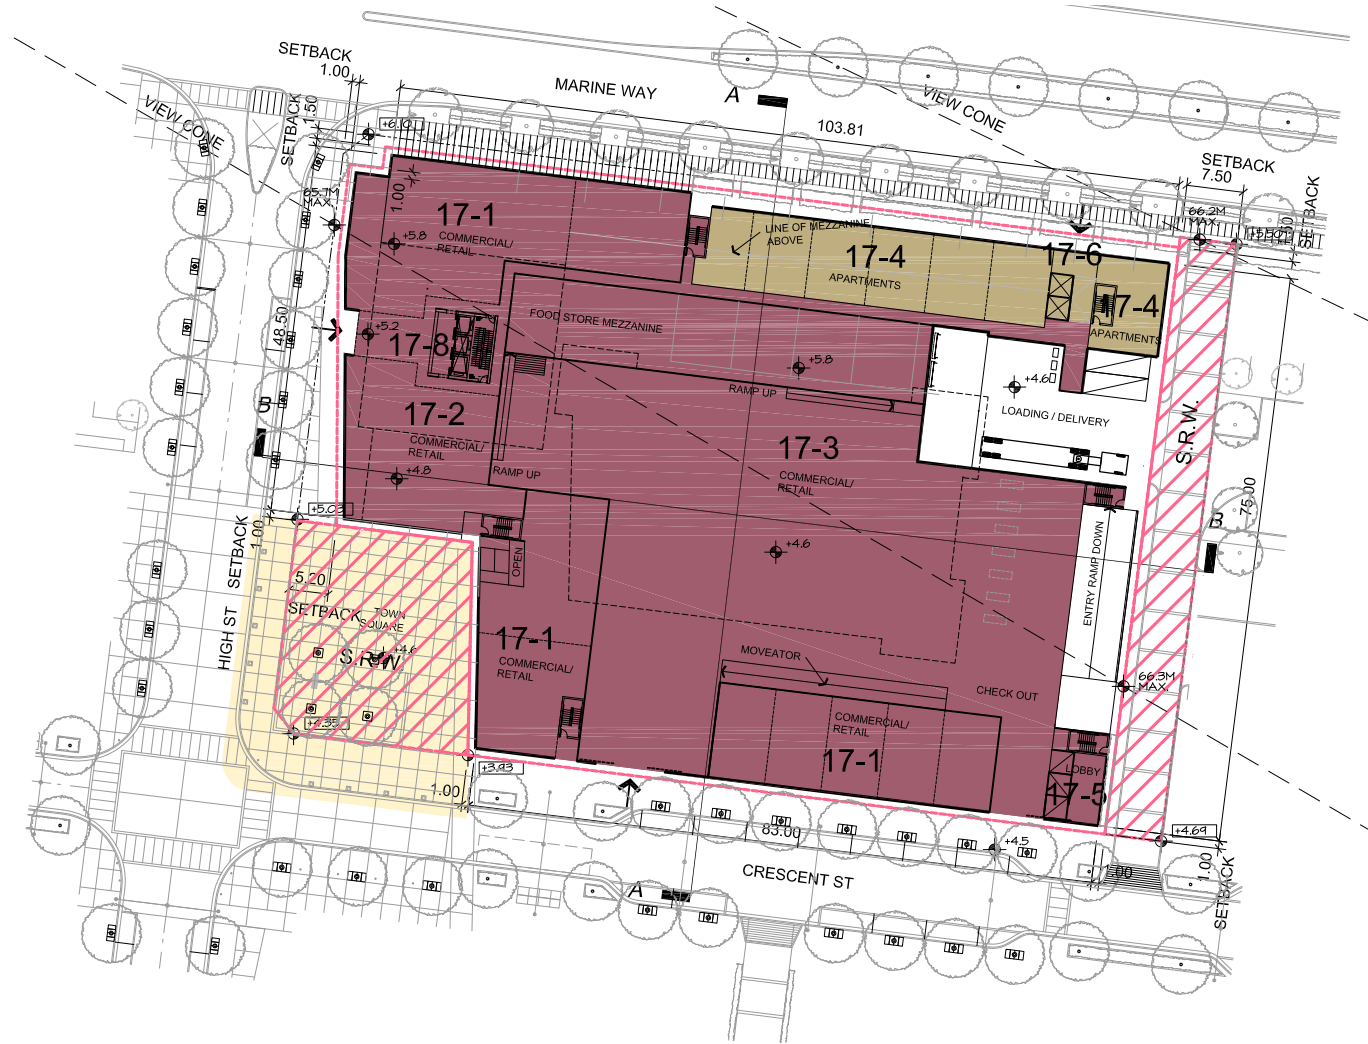 SETBACK
1.00
MARINE WAY
A
VIEW CONE
VIEW CONE
SETBACK
1.50
+6.10
103.81
SETBACK
7.50
SETBACK
65.7M
MAX.
1.00
66.2M
MAX.
17-1
COMMERCIAL/
RETAIL
+5.8
LINE OF MEZZANINE
ABOVE
17-4
APARTMENTS
17-6
17-4
APARTMENTS
48.50
+5.2
17-8
FOOD STORE MEZZANINE
+5.8
+4.6
RAMP UP
LOADING / DELIVERY
S.R.W.
B
17-2
COMMERCIAL/
RETAIL
+4.8
RAMP UP
17-3
COMMERCIAL/
RETAIL
75.00
B
+5.03
1.00
SETBACK
HIGH ST
5.20
SETBACK
TOWN
SQUARE
S.R.W
+4.6
+4.35
OPEN
+4.6
ENTRY RAMP DOWN
17-1
COMMERCIAL/
RETAIL
MOVEATOR
CHECK OUT
66.3M
MAX.
COMMERCIAL/
RETAIL
17-1
LOBBY
17-5
+3.93
1.00
83.00
+4.5
+4.69
1.00
SETBACK
CRESCENT ST
A